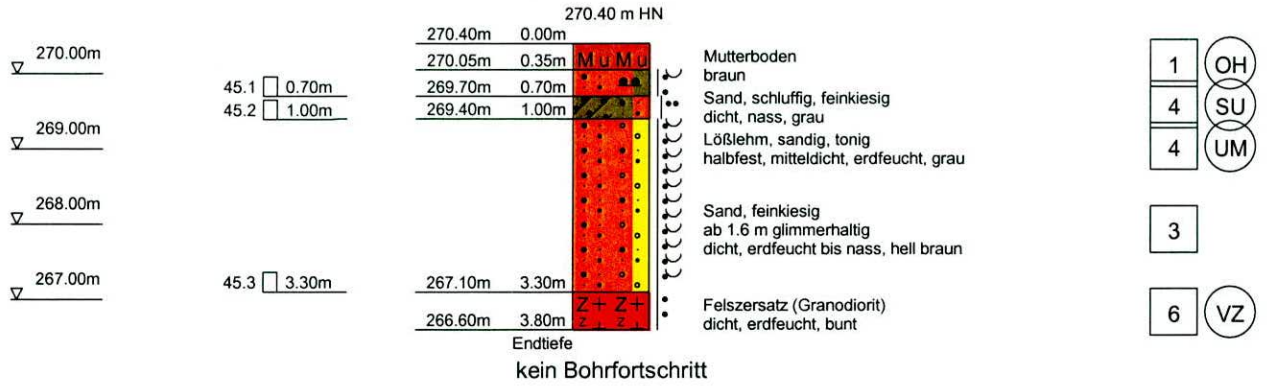 270.40 m HN
270.40m 0.00m
270.00m
270.05m 0.35m Mu Mu Mutterboden
braun
1 OH
45.1 0.70m 269.70m 0.70m
Sand, schluffig, feinkiesig
dicht, nass, grau
4 SU
45.2 1.00m 269.40m 1.00m
269.00m
Lößlehm, sandig, tonig
halbfest, mitteldicht, erdfeucht, grau
4 UM
268.00m
Sand, feinkiesig
ab 1.6 m glimmerhaltig
dicht, erdfeucht bis nass, hell braun
3
267.00m
45.3 3.30m 267.10m 3.30m
Z+ Z+
Felszersatz (Granodiorit)
dicht, erdfeucht, bunt
6 VZ
266.60m 3.80m
z z
Endtiefe
kein Bohrfortschritt